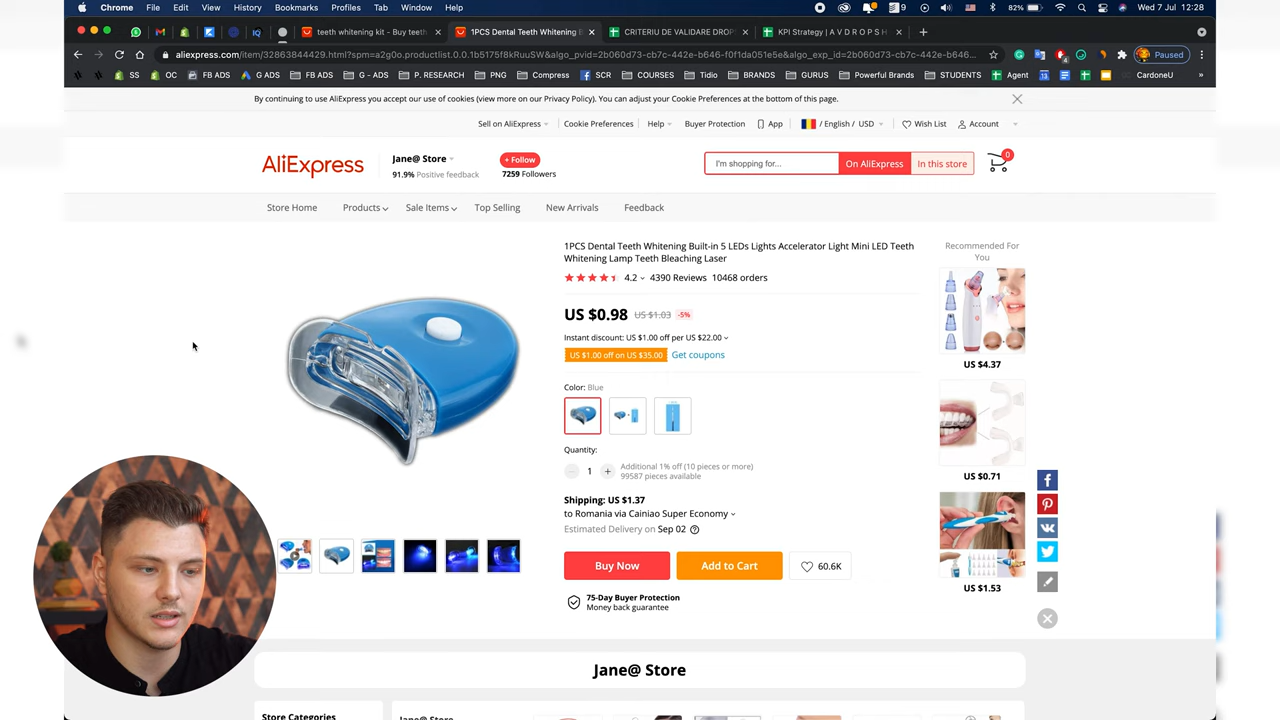 Chrome File Edit View History Bookmarks Profiles Tab Window Help
9 82% Wed 7 Jul 12:28
teeth whitening kit - Buy teeth 1PCS Dental Teeth Whitening B CRITERIU DE VALIDARE DROP KPI Strategy | A V D R O P S H
aliexpress.com/item/32863844410.html?spm=a2g0o.productlist.0.0.1b5175f8kRuuSW&algo_pvid=2b060d73-cb7c-442e-b646-f0f1da051e5e&algo_exp_id=2b060d73-cb7c-442e-b646... Paused
SS OC FB ADS G ADS P. RESEARCH PNG Compress FB ADS G - ADS SCR COURSES Tidio BRANDS GURUS Powerful Brands STUDENTS Agent 13 CardoneU
By continuing to use AliExpress you accept our use of cookies (view more on our Privacy Policy). You can adjust your Cookie Preferences at the bottom of this page.
Sell on AliExpress Cookie Preferences Help Buyer Protection App / English / USD Wish List Account
AliExpress Jane@ Store + Follow I'm shopping for... On AliExpress In this store 0
91.9% Positive feedback 7259 Followers
Store Home Products Sale Items Top Selling New Arrivals Feedback
1PCS Dental Teeth Whitening Built-in 5 LEDs Lights Accelerator Light Mini LED Teeth
Whitening Lamp Teeth Bleaching Laser
4.2 4390 Reviews 10468 orders
US $0.98 US $1.03 -5%
Instant discount: US $1.00 off per US $22.00
US $1.00 off on US $35.00 Get coupons
Color: Blue
Quantity:
1 Additional 1% off (10 pieces or more)
99587 pieces available
Shipping: US $1.37
to Romania via Cainiao Super Economy
Estimated Delivery on Sep 02
Buy Now Add to Cart 60.6K
75-Day Buyer Protection
Money back guarantee
Recommended For
You
US $4.37
US $0.71
US $1.53
Jane@ Store
Store Categories Jane@ Store